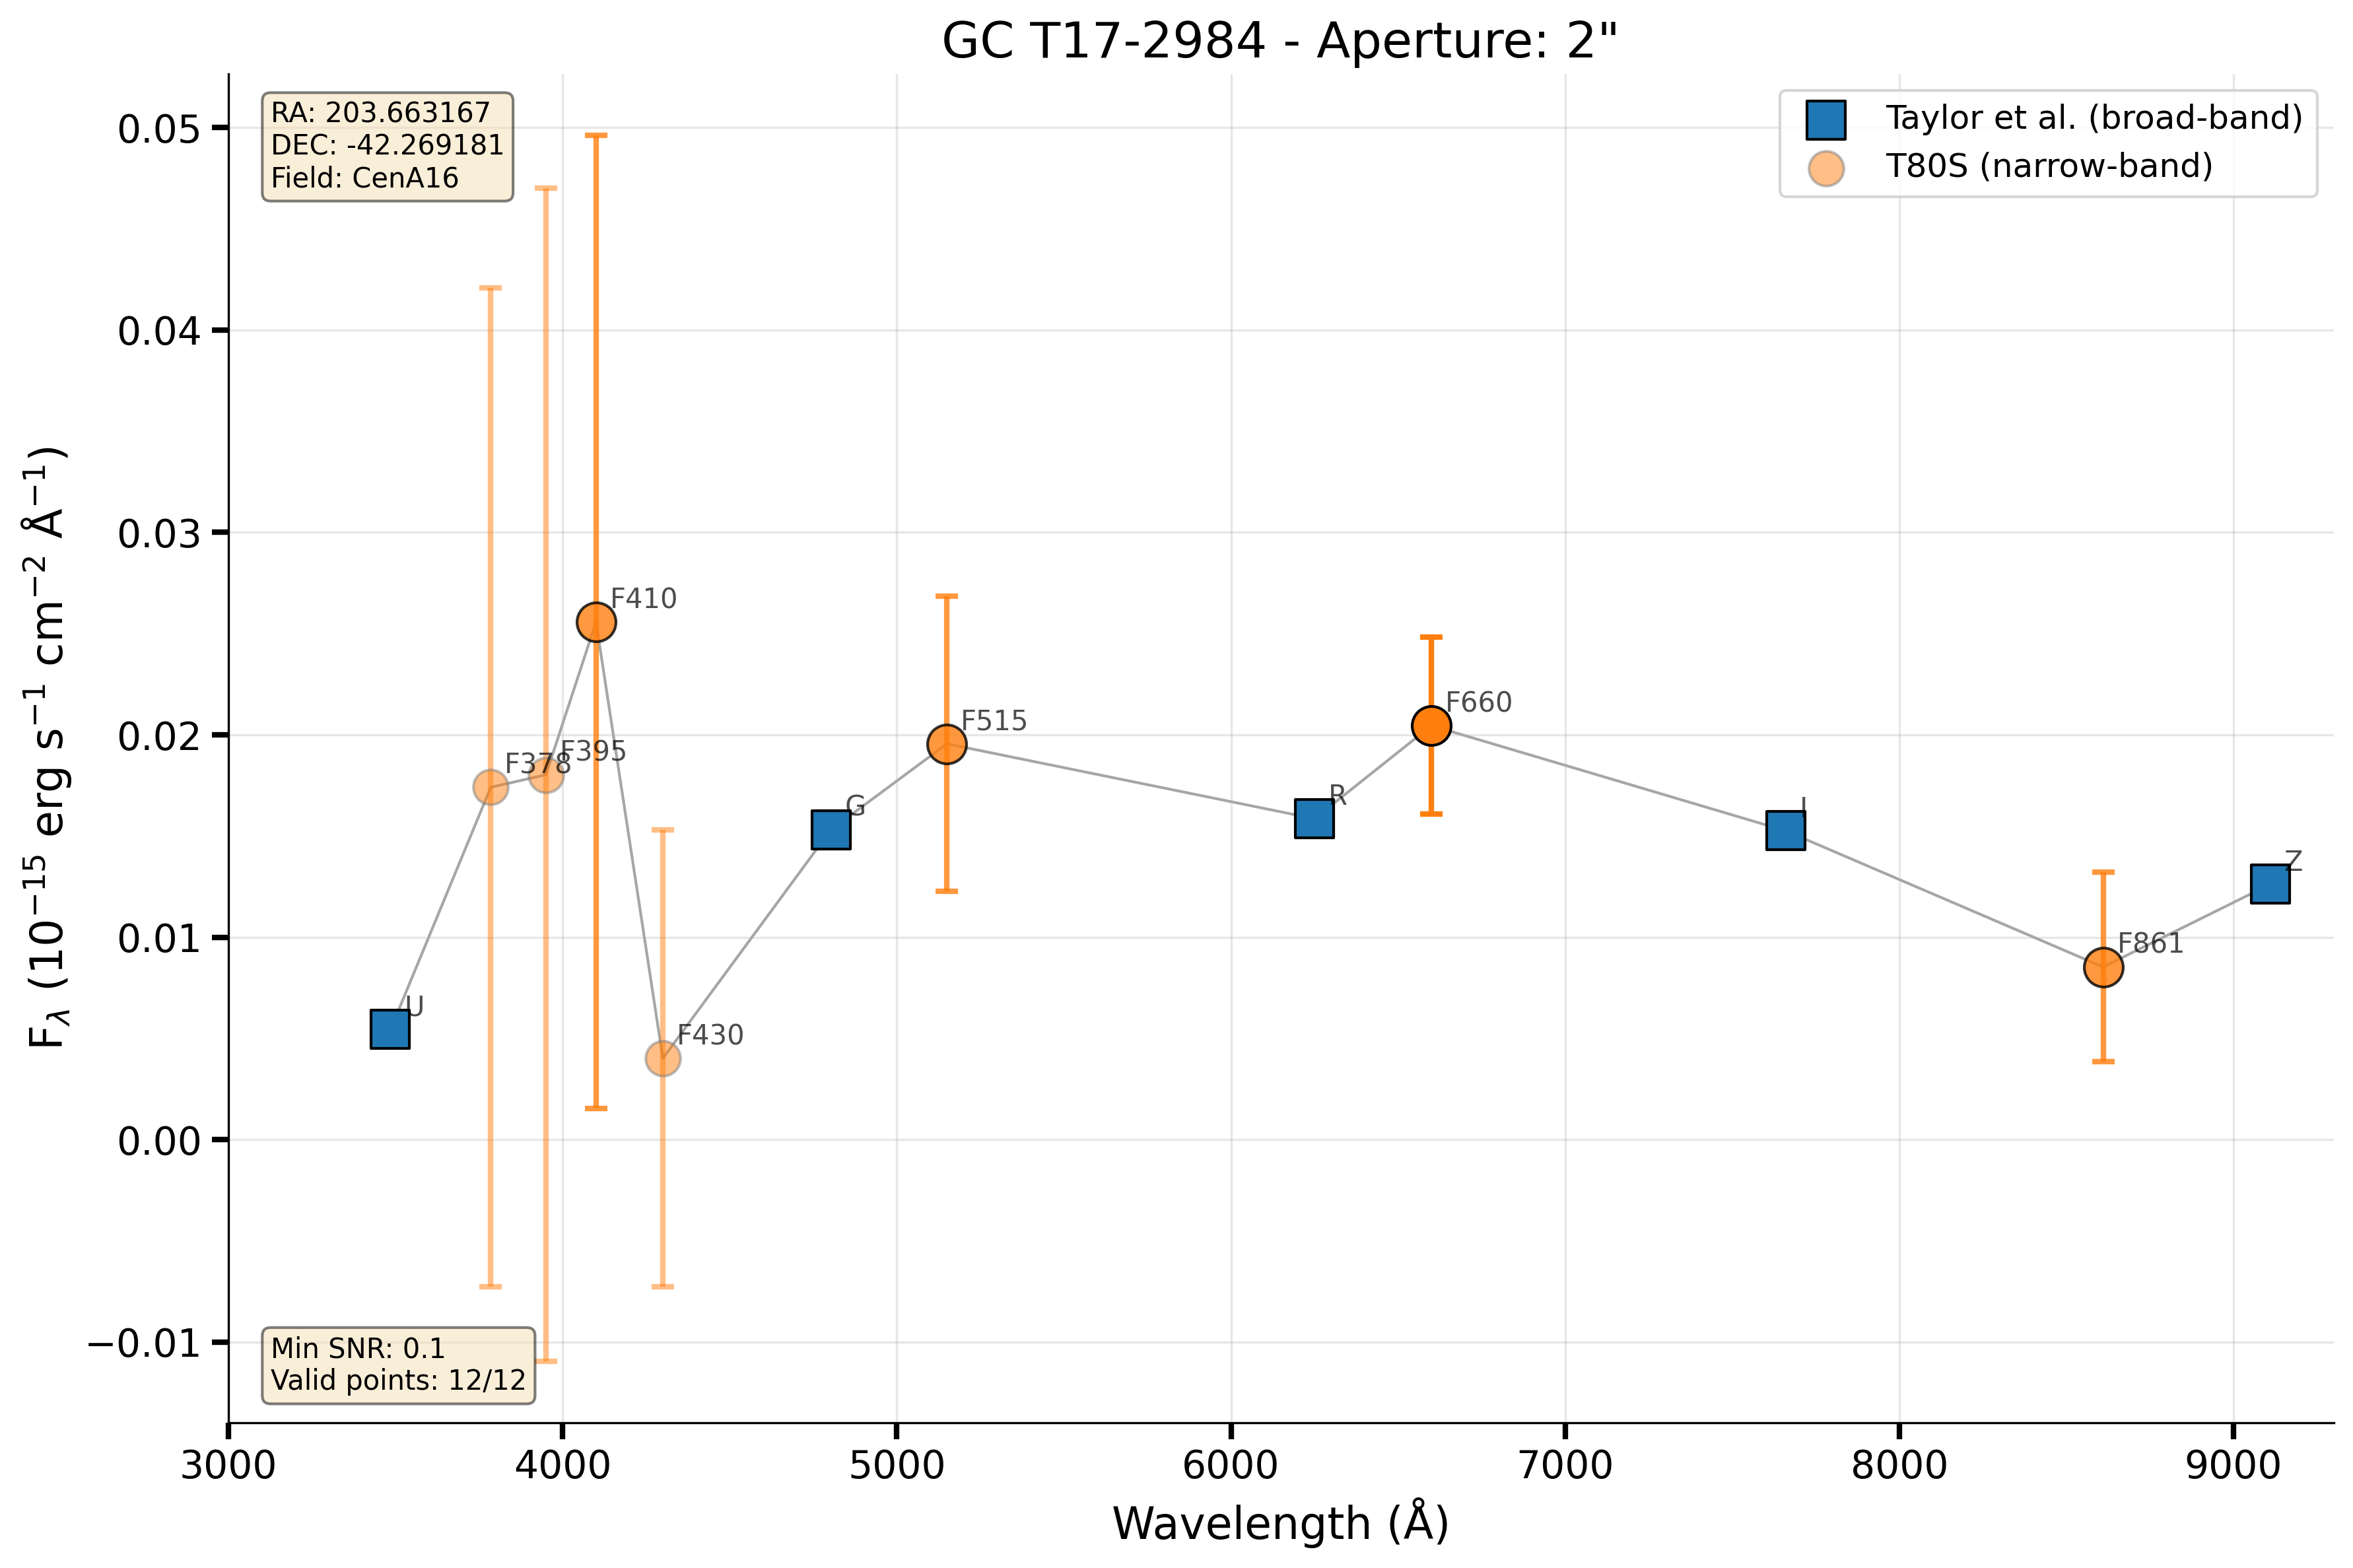 GC T17-2984 - Aperture: 2"
RA: 203.663167
DEC: -42.269181
Field: CenA16
Taylor et al. (broad-band)
T80S (narrow-band)
0.05
0.04
0.03
0.02
0.01
0.00
−0.01
F$_λ$ (10$^{−15}$ erg s$^{−1}$ cm$^{−2}$ Å$^{−1}$)
U
F378
F395
F410
F430
G
F515
R
F660
I
F861
Z
Min SNR: 0.1
Valid points: 12/12
3000 4000 5000 6000 7000 8000 9000
Wavelength (Å)